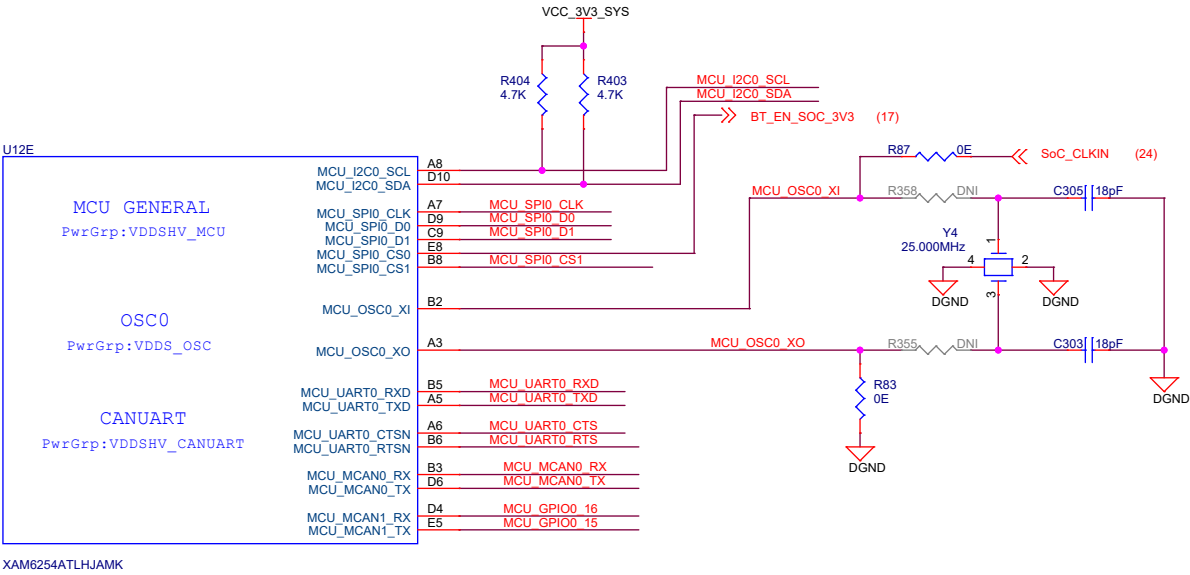 VCC_3V3_SYS
R404
4.7K
R403
4.7K
MCU_I2C0_SCL
MCU_I2C0_SDA
BT_EN_SOC_3V3 (17)
U12E
MCU GENERAL
PwrGrp:VDDSHV_MCU
OSC0
PwrGrp:VDDS_OSC
CANUART
PwrGrp:VDDSHV_CANUART
MCU_I2C0_SCL A8
MCU_I2C0_SDA D10
MCU_SPI0_CLK A7 MCU_SPI0_CLK
MCU_SPI0_D0 D9 MCU_SPI0_D0
MCU_SPI0_D1 C9 MCU_SPI0_D1
MCU_SPI0_CS0 E8
MCU_SPI0_CS1 B8 MCU_SPI0_CS1
MCU_OSC0_XI B2
MCU_OSC0_XO A3 MCU_OSC0_XO
MCU_UART0_RXD B5 MCU_UART0_RXD
MCU_UART0_TXD A5 MCU_UART0_TXD
MCU_UART0_CTSN A6 MCU_UART0_CTS
MCU_UART0_RTSN B6 MCU_UART0_RTS
MCU_MCAN0_RX B3 MCU_MCAN0_RX
MCU_MCAN0_TX D6 MCU_MCAN0_TX
MCU_MCAN1_RX D4 MCU_GPIO0_16
MCU_MCAN1_TX E5 MCU_GPIO0_15
XAM6254ATLHJAMK
R87 0E SoC_CLKIN (24)
MCU_OSC0_XI R358 DNI C305 18pF
Y4
25.000MHz
1
4 2
3
DGND DGND
R355 DNI C303 18pF
R83
0E
DGND
DGND